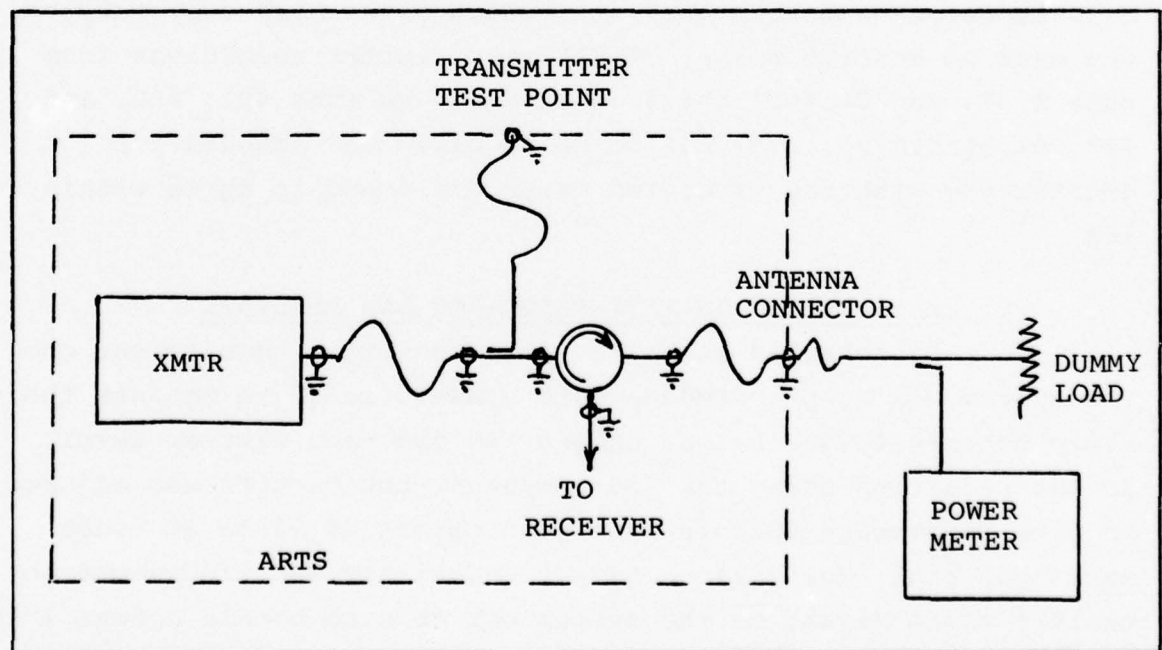 TRANSMITTER
TEST POINT
ANTENNA
CONNECTOR
XMTR
DUMMY
LOAD
TO
RECEIVER
POWER
METER
ARTS